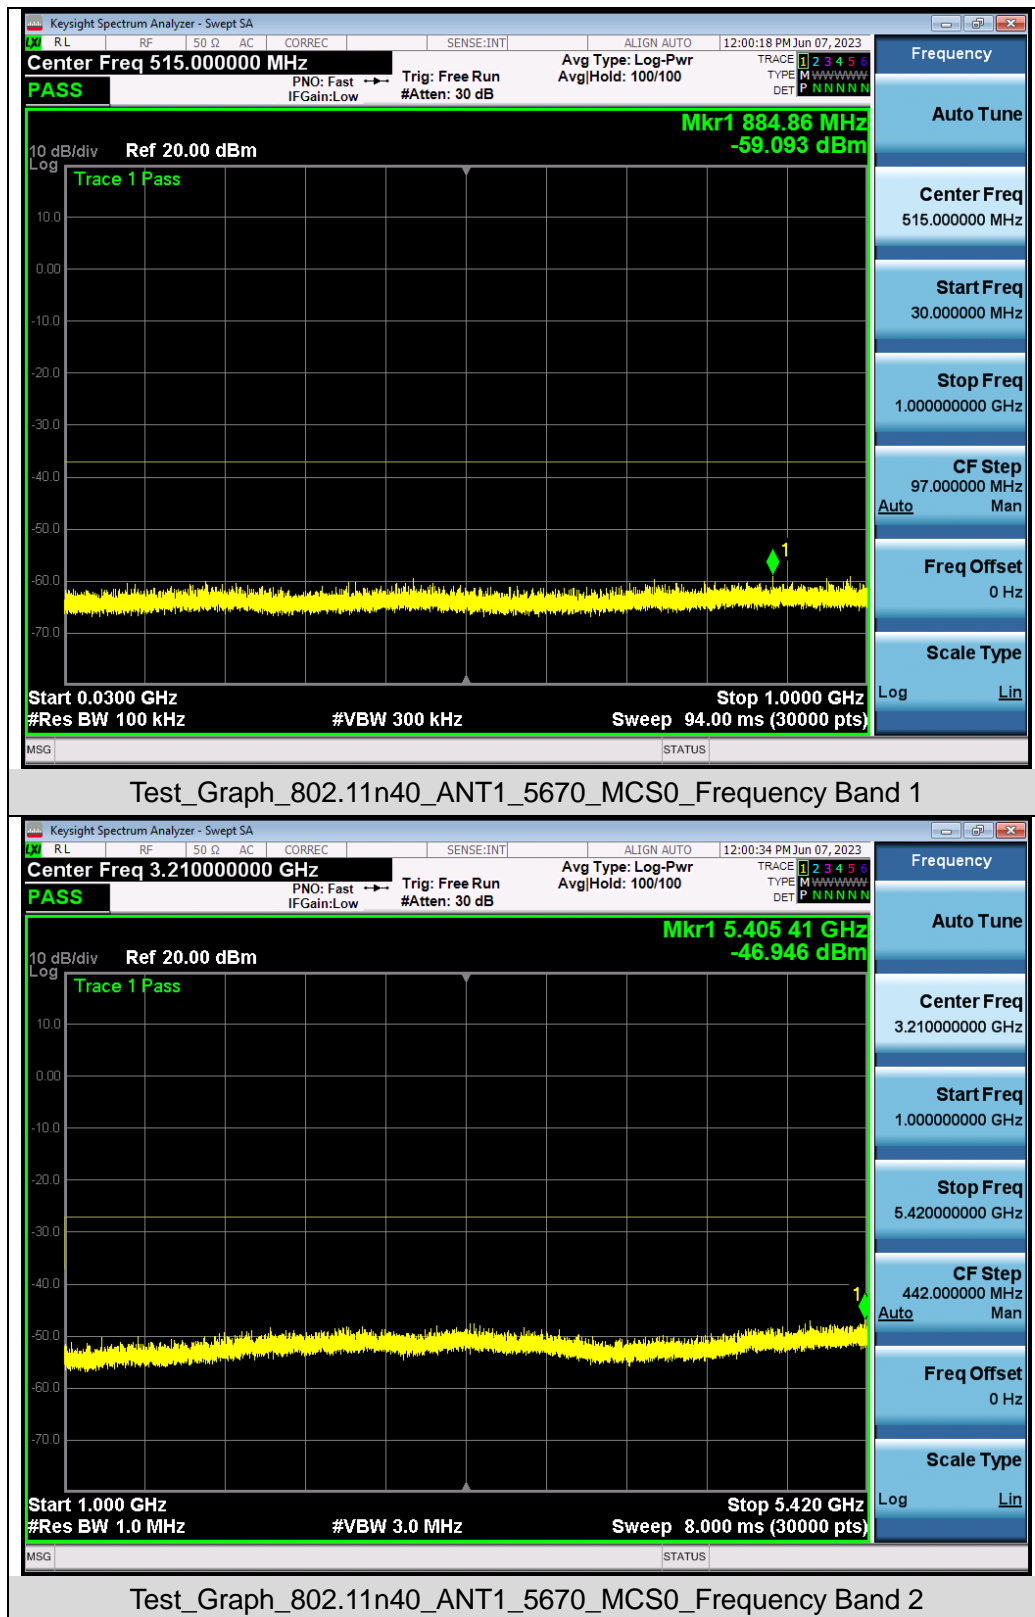 Keysight Spectrum Analyzer - Swept SA
LXI RL RF 50 Ω AC CORREC SENSE:INT ALIGN AUTO 12:00:18 PM Jun 07, 2023
Center Freq 515.000000 MHz
PASS
PNO: Fast
IFGain:Low
Trig: Free Run
#Atten: 30 dB
Avg Type: Log-Pwr
Avg|Hold: 100/100
TRACE 1 2 3 4 5 6
TYPE M WWWWW
DET P N N N N N
Mkr1 884.86 MHz
-59.093 dBm
10 dB/div Ref 20.00 dBm
Log
Trace 1 Pass
10.0
0.00
-10.0
-20.0
-30.0
-40.0
-50.0
-60.0
-70.0
1
Start 0.0300 GHz Stop 1.0000 GHz
#Res BW 100 kHz #VBW 300 kHz Sweep 94.00 ms (30000 pts)
MSG STATUS
Frequency
Auto Tune
Center Freq
515.000000 MHz
Start Freq
30.000000 MHz
Stop Freq
1.000000000 GHz
CF Step
97.000000 MHz
Auto Man
Freq Offset
0 Hz
Scale Type
Log Lin
Test_Graph_802.11n40_ANT1_5670_MCS0_Frequency Band 1
Keysight Spectrum Analyzer - Swept SA
LXI RL RF 50 Ω AC CORREC SENSE:INT ALIGN AUTO 12:00:34 PM Jun 07, 2023
Center Freq 3.210000000 GHz
PASS
PNO: Fast
IFGain:Low
Trig: Free Run
#Atten: 30 dB
Avg Type: Log-Pwr
Avg|Hold: 100/100
TRACE 1 2 3 4 5 6
TYPE M WWWWW
DET P N N N N N
Mkr1 5.405 41 GHz
-46.946 dBm
10 dB/div Ref 20.00 dBm
Log
Trace 1 Pass
10.0
0.00
-10.0
-20.0
-30.0
-40.0
-50.0
-60.0
-70.0
1
Start 1.000 GHz Stop 5.420 GHz
#Res BW 1.0 MHz #VBW 3.0 MHz Sweep 8.000 ms (30000 pts)
MSG STATUS
Frequency
Auto Tune
Center Freq
3.210000000 GHz
Start Freq
1.000000000 GHz
Stop Freq
5.420000000 GHz
CF Step
442.000000 MHz
Auto Man
Freq Offset
0 Hz
Scale Type
Log Lin
Test_Graph_802.11n40_ANT1_5670_MCS0_Frequency Band 2